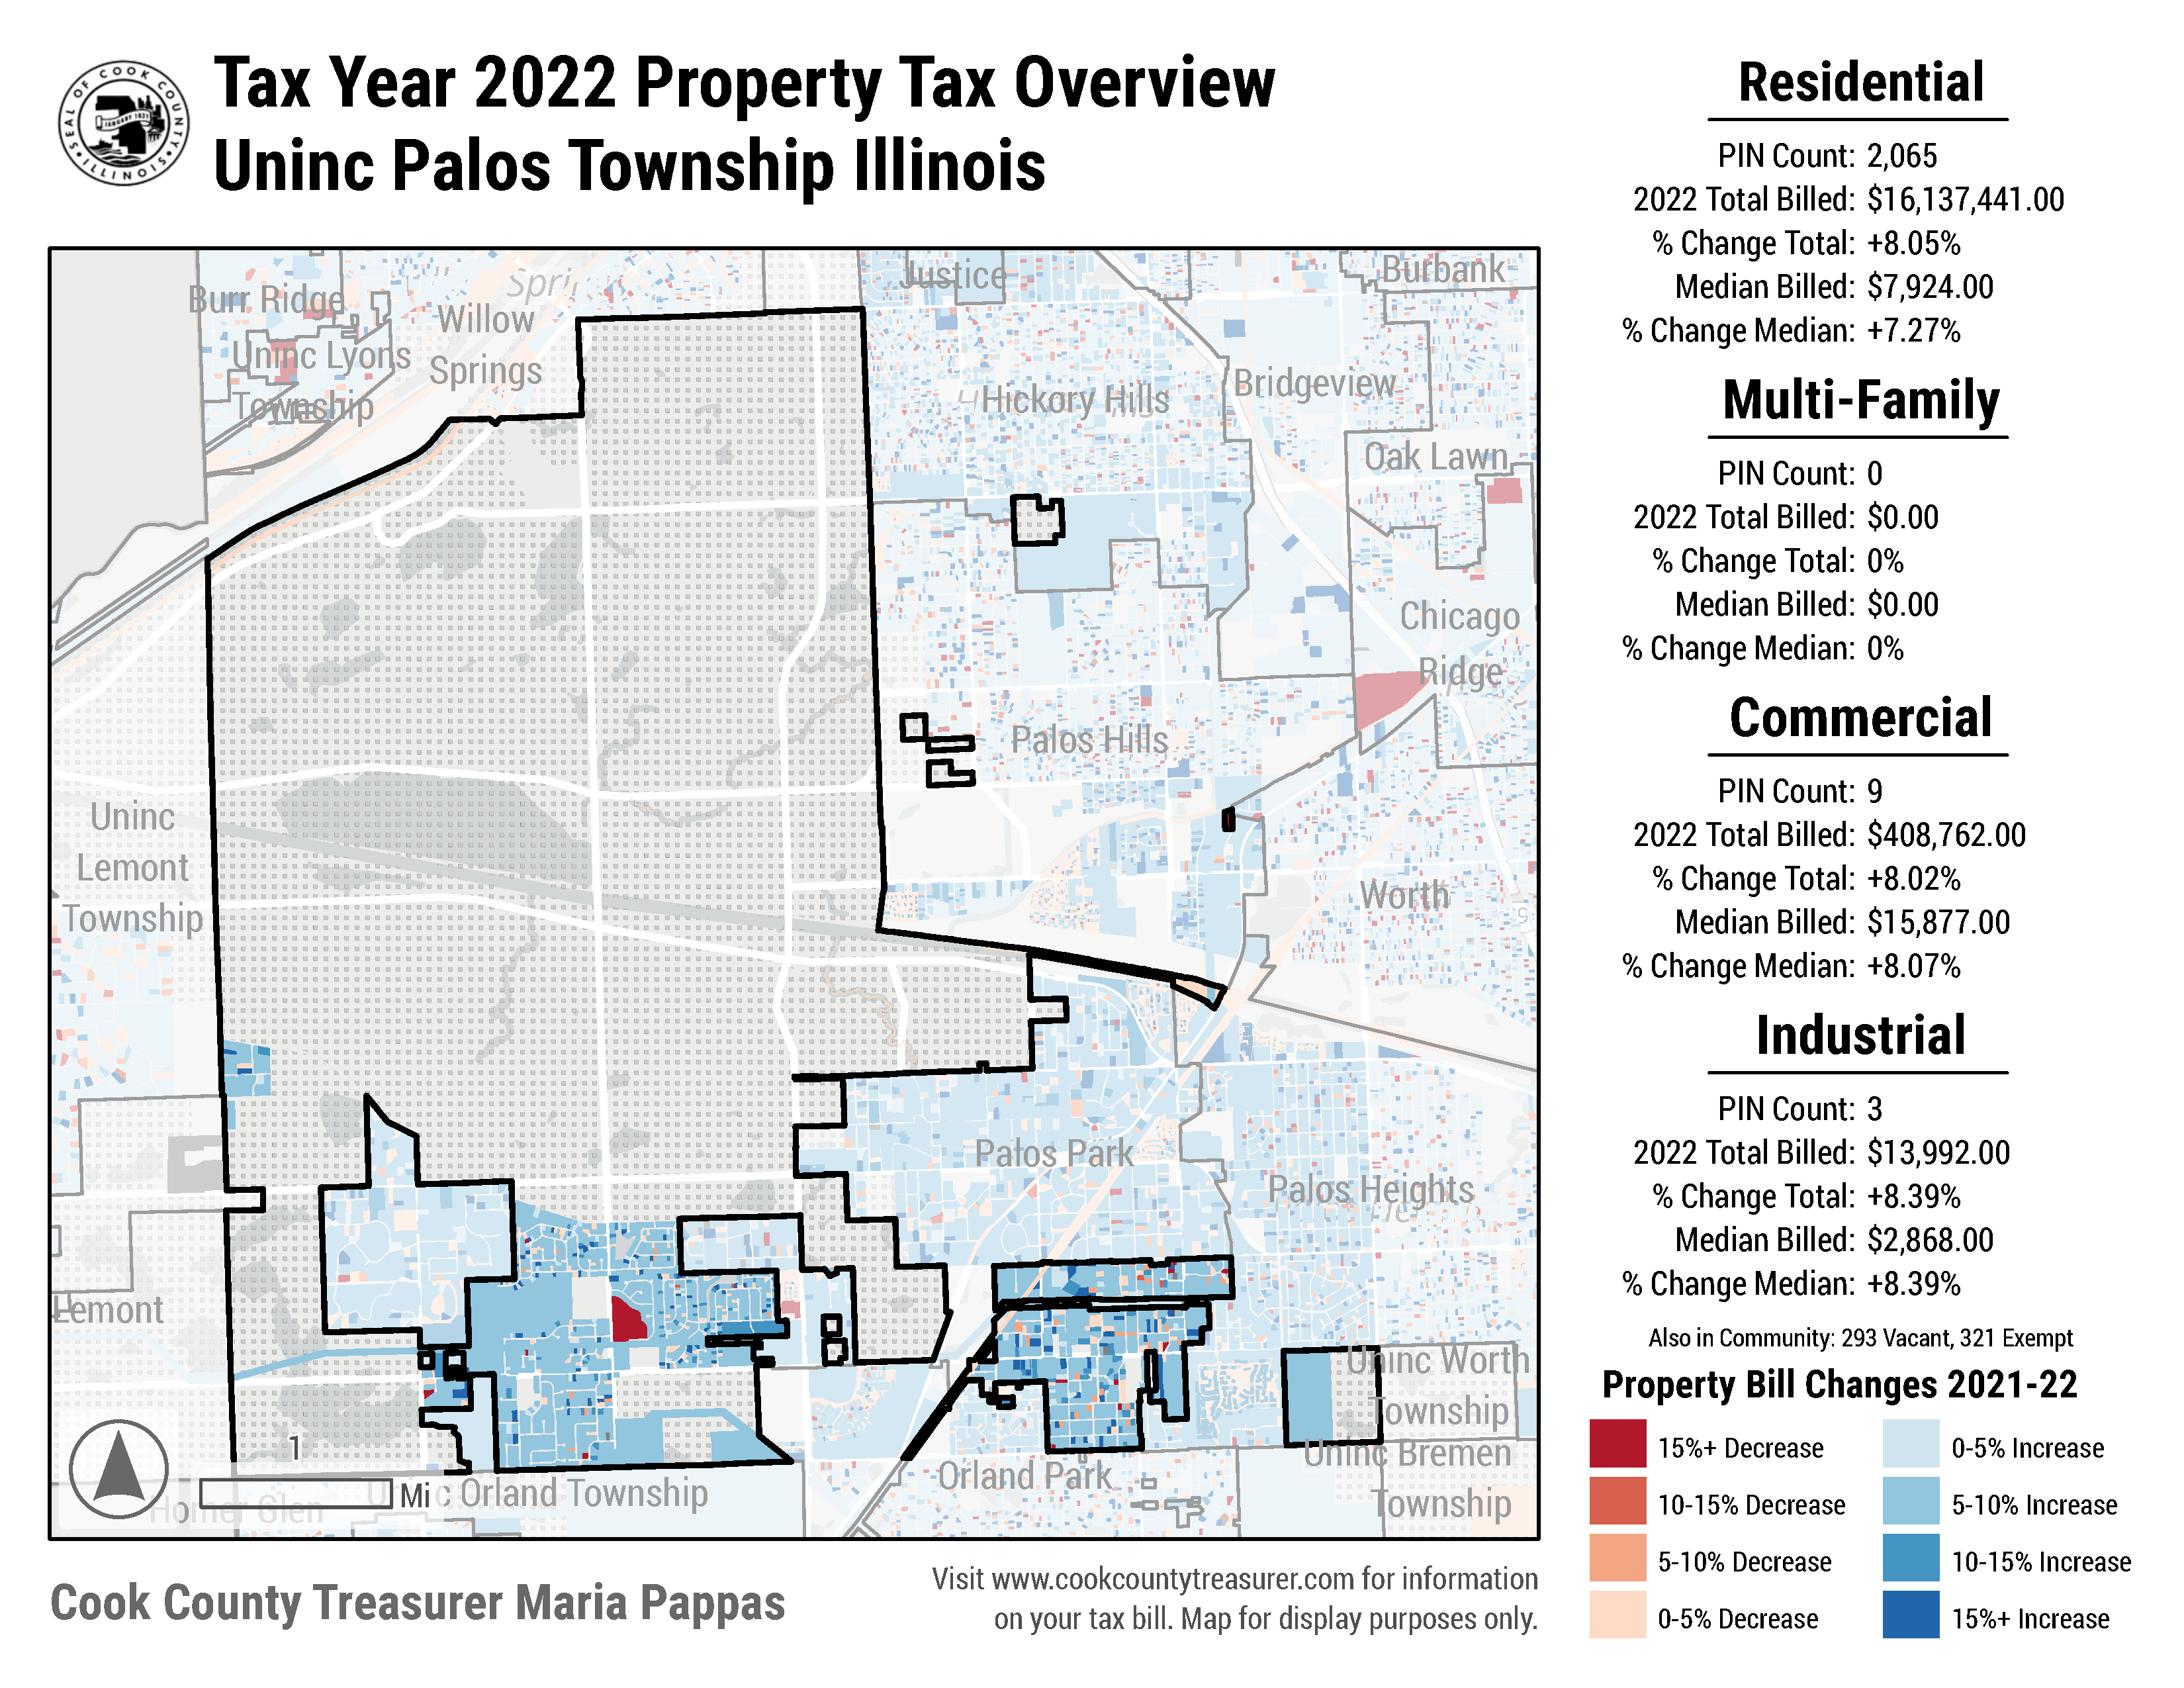 SEAL OF COOK COUNTY
ILLINOIS
JANUARY 1831
Tax Year 2022 Property Tax Overview
Uninc Palos Township Illinois
Burr Ridge
Willow
Springs
Uninc Lyons
Township
Justice
Burbank
Hickory Hills
Bridgeview
Oak Lawn
Chicago
Ridge
Palos Hills
Uninc
Lemont
Township
Worth
Palos Park
Palos Heights
Lemont
Uninc Worth
Township
Uninc Bremen
Township
Orland Park
Orland Township
Homer Glen
1
Mi
Cook County Treasurer Maria Pappas
Visit www.cookcountytreasurer.com for information
on your tax bill. Map for display purposes only.
Residential
PIN Count: 2,065
2022 Total Billed: $16,137,441.00
% Change Total: +8.05%
Median Billed: $7,924.00
% Change Median: +7.27%
Multi-Family
PIN Count: 0
2022 Total Billed: $0.00
% Change Total: 0%
Median Billed: $0.00
% Change Median: 0%
Commercial
PIN Count: 9
2022 Total Billed: $408,762.00
% Change Total: +8.02%
Median Billed: $15,877.00
% Change Median: +8.07%
Industrial
PIN Count: 3
2022 Total Billed: $13,992.00
% Change Total: +8.39%
Median Billed: $2,868.00
% Change Median: +8.39%
Also in Community: 293 Vacant, 321 Exempt
Property Bill Changes 2021-22
15%+ Decrease
10-15% Decrease
5-10% Decrease
0-5% Decrease
0-5% Increase
5-10% Increase
10-15% Increase
15%+ Increase